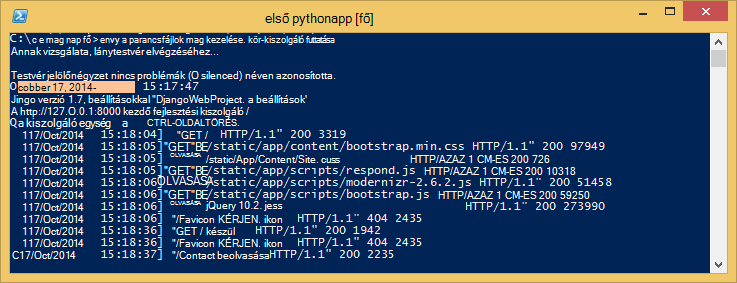 első pythonapp [fő]
C:\c e mag nap fő > envy a parancsfájlok mag kezelése. kör-kiszolgáló futtatása
Annak vizsgálata, lánytestvér elvégzéséhez...
Testvér jelölőnégyzet nincs problémák (O silenced) néven azonosította.
Ocobber 17, 2014- 15:17:47
Jingo verzió 1.7, beállításokkal "DjangoWebProject. a beállítások'
A http://127.O.0.1:8000 kezdő fejlesztési kiszolgáló /
Qa kiszolgáló egység a CTRL-OLDALTÖRÉS.
117/Oct/2014 15:18:04] "GET / HTTP/1.1" 200 3319
117/Oct/2014 15:18:05]"GET"BE/static/app/content/bootstrap.min.css HTTP/1.1" 200 97949
117/Oct/2014 15:18:05] OLVASÁSA /static/app/Content/Site. cuss HTTP/AZAZ 1 CM-ES 200 726
117/Oct/2014 15:18:05]"GET"BE/static/app/scripts/respond.js HTTP/AZAZ 1 CM-ES 200 10318
117/Oct/2014 15:18:06OLVASÁSA/static/app/scripts/modernizr-2.6.2.js HTTP/1.1" 200 51458
117/Oct/2014 15:18:06]"GET"BE/static/app/scripts/bootstrap.js HTTP/AZAZ 1 CM-ES 200 59250
117/Oct/2014 15:18:06] OLVASÁSA jQuery 10.2. jess HTTP/1.1" 200 273990
117/Oct/2014 15:18:06] "/Favicon KÉRJEN. ikon HTTP/1.1" 404 2435
117/Oct/2014 15:18:36] "GET / készül HTTP/1.1" 200 1942
117/Oct/2014 15:18:36] "/Favicon KÉRJEN. ikon HTTP/1.1" 404 2435
C17/Oct/2014 15:18:37] "/Contact beolvasásaHTTP/1.1" 200 2235